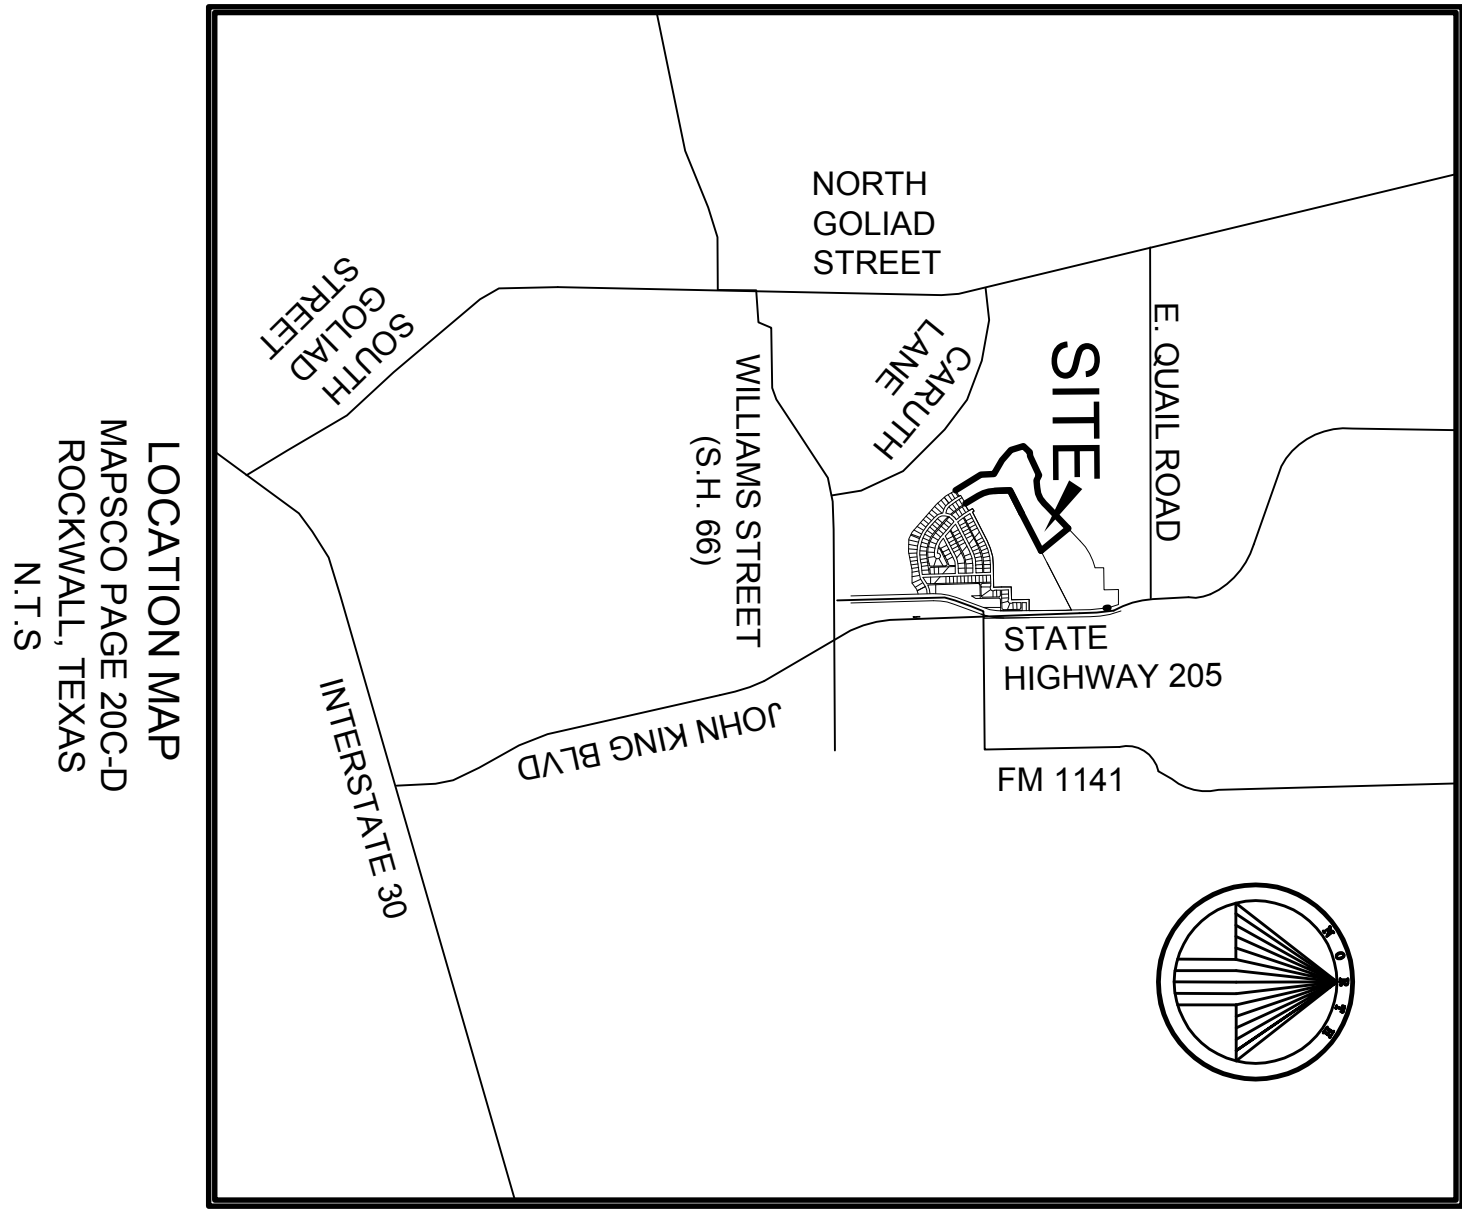 NORTH
GOLIAD
STREET
SOUTH
GOLIAD
STREET
CARUTH
LANE
E. QUAIL ROAD
SITE
WILLIAMS STREET
(S.H. 66)
STATE
HIGHWAY 205
JOHN KING BLVD
FM 1141
INTERSTATE 30
NORTH
LOCATION MAP
MAPSCO PAGE 20C-D
ROCKWALL, TEXAS
N.T.S